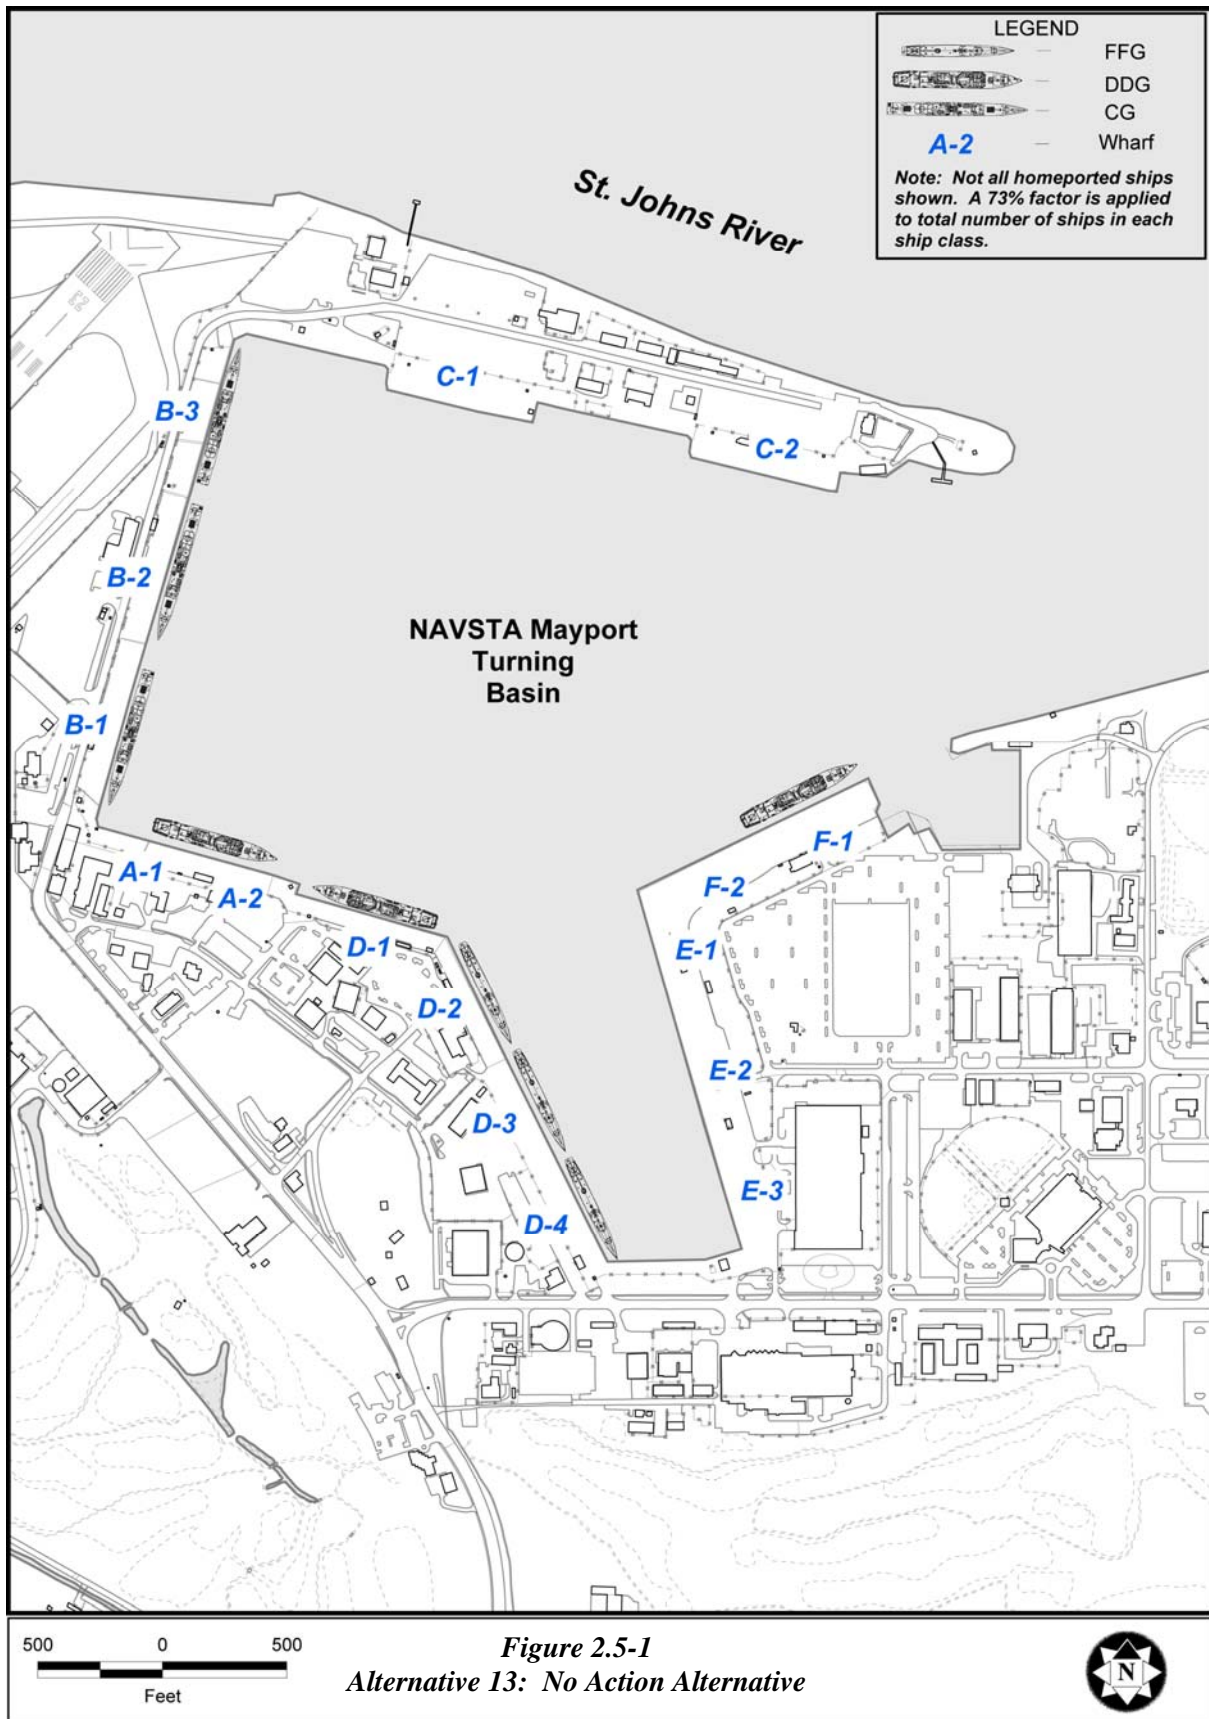 LEGEND
FFG
DDG
CG
A-2
Wharf
Note: Not all homeported ships
shown. A 73% factor is applied
to total number of ships in each
ship class.
St. Johns River
C-1
B-3
C-2
B-2
NAVSTA Mayport
Turning
Basin
B-1
F-1
A-1
F-2
A-2
D-1
E-1
D-2
E-2
D-3
E-3
D-4
500 0 500
Feet
Figure 2.5-1
Alternative 13: No Action Alternative
N